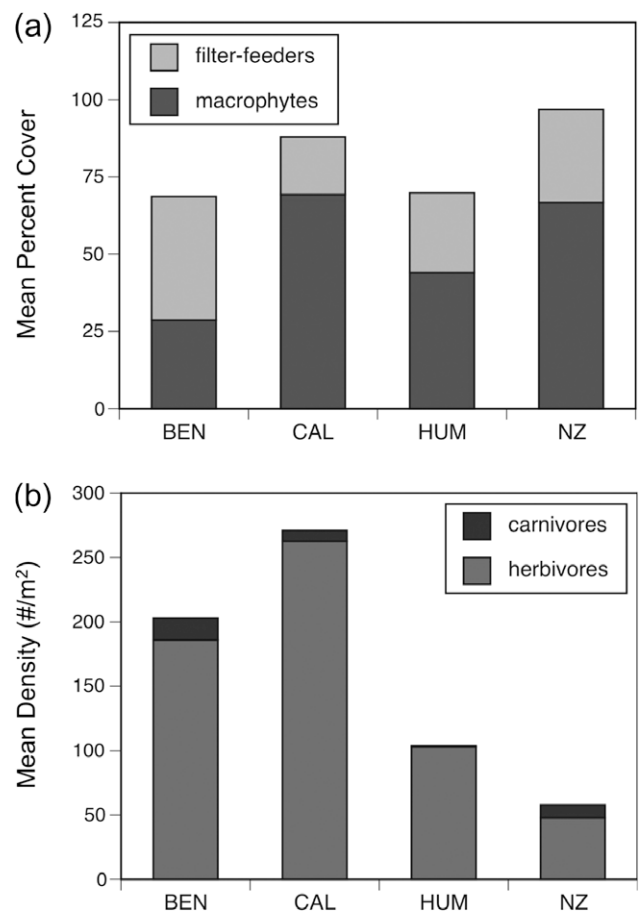 (a)
125
100
75
50
25
0
Mean Percent Cover
filter-feeders
macrophytes
BEN CAL HUM NZ
(b)
300
250
200
150
100
50
0
Mean Density (#/m²)
carnivores
herbivores
BEN CAL HUM NZ